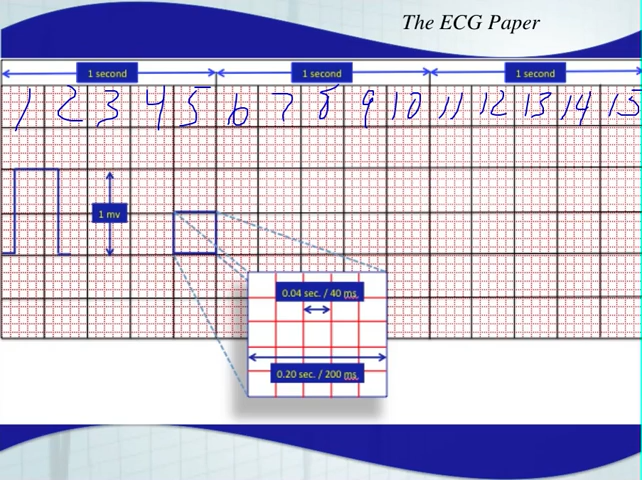 The ECG Paper
1 second 1 second 1 second
1 2 3 4 5 6 7 8 9 10 11 12 13 14 15
1 mv
0.04 sec. / 40 ms.
0.20 sec. / 200 ms.